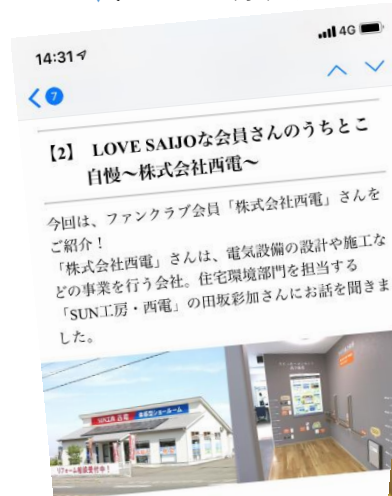 14:31
4G
7
【2】 LOVE SAIJOな会員さんのうちとこ
自慢～株式会社西電～
今回は、ファンクラブ会員「株式会社西電」さんを
ご紹介！
「株式会社西電」さんは、電気設備の設計や施工な
どの事業を行う会社。住宅環境部門を担当する
「SUN工房・西電」の田坂彩加さんにお話を聞きま
した。
SUN工房 西電
リフォーム相談受付中！